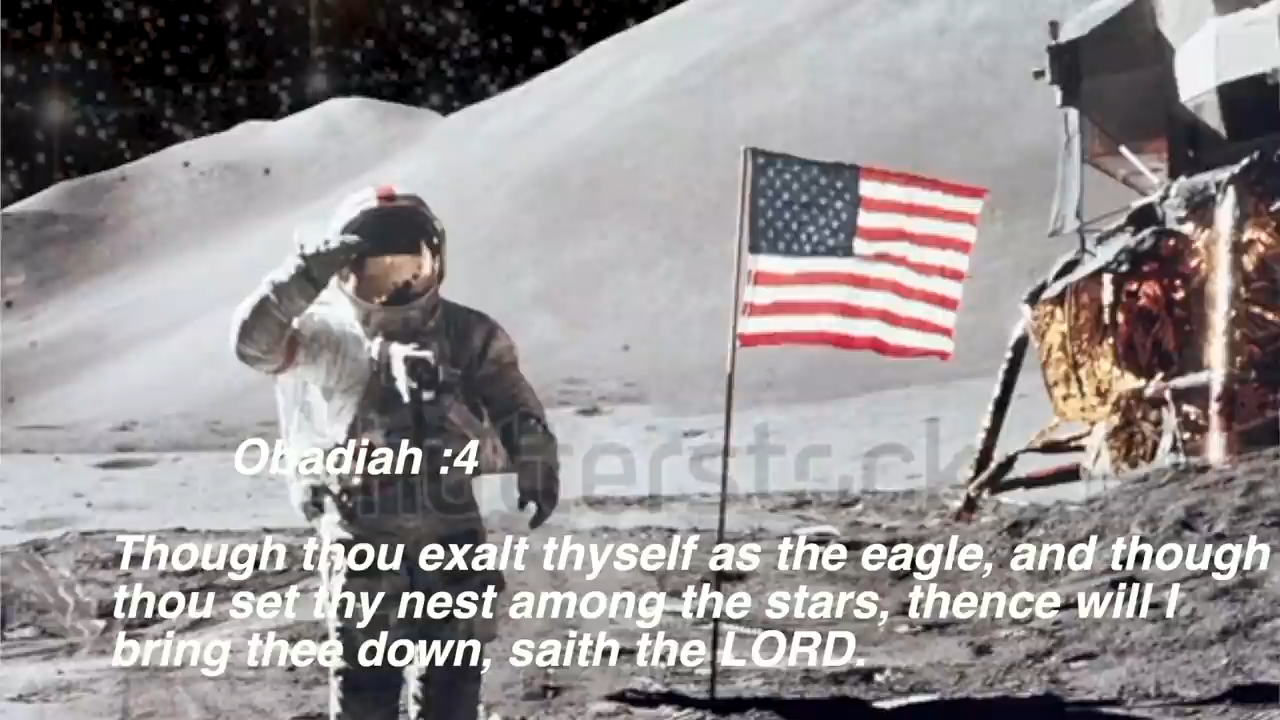 Obadiah :4
shutterstock
Though thou exalt thyself as the eagle, and though
thou set thy nest among the stars, thence will I
bring thee down, saith the LORD.